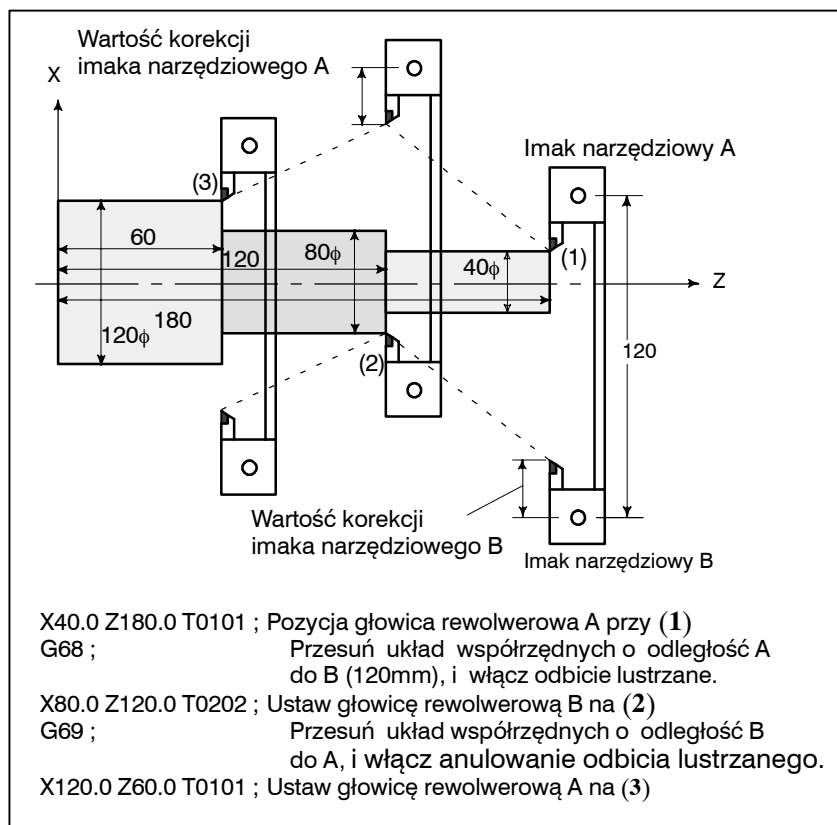 Wartość korekcji
imaka narzędziowego A
X
Imak narzędziowy A
(3)
(1)
60
120
80ϕ
40ϕ
Z
180
120ϕ
(2)
120
Wartość korekcji
imaka narzędziowego B
Imak narzędziowy B
X40.0 Z180.0 T0101 ; Pozycja głowica rewolwerowa A przy (1)
G68 ; Przesuń układ współrzędnych o odległość A
do B (120mm), i włącz odbicie lustrzane.
X80.0 Z120.0 T0202 ; Ustaw głowicę rewolwerową B na (2)
G69 ; Przesuń układ współrzędnych o odległość B
do A, i włącz anulowanie odbicia lustrzanego.
X120.0 Z60.0 T0101 ; Ustaw głowicę rewolwerową A na (3)